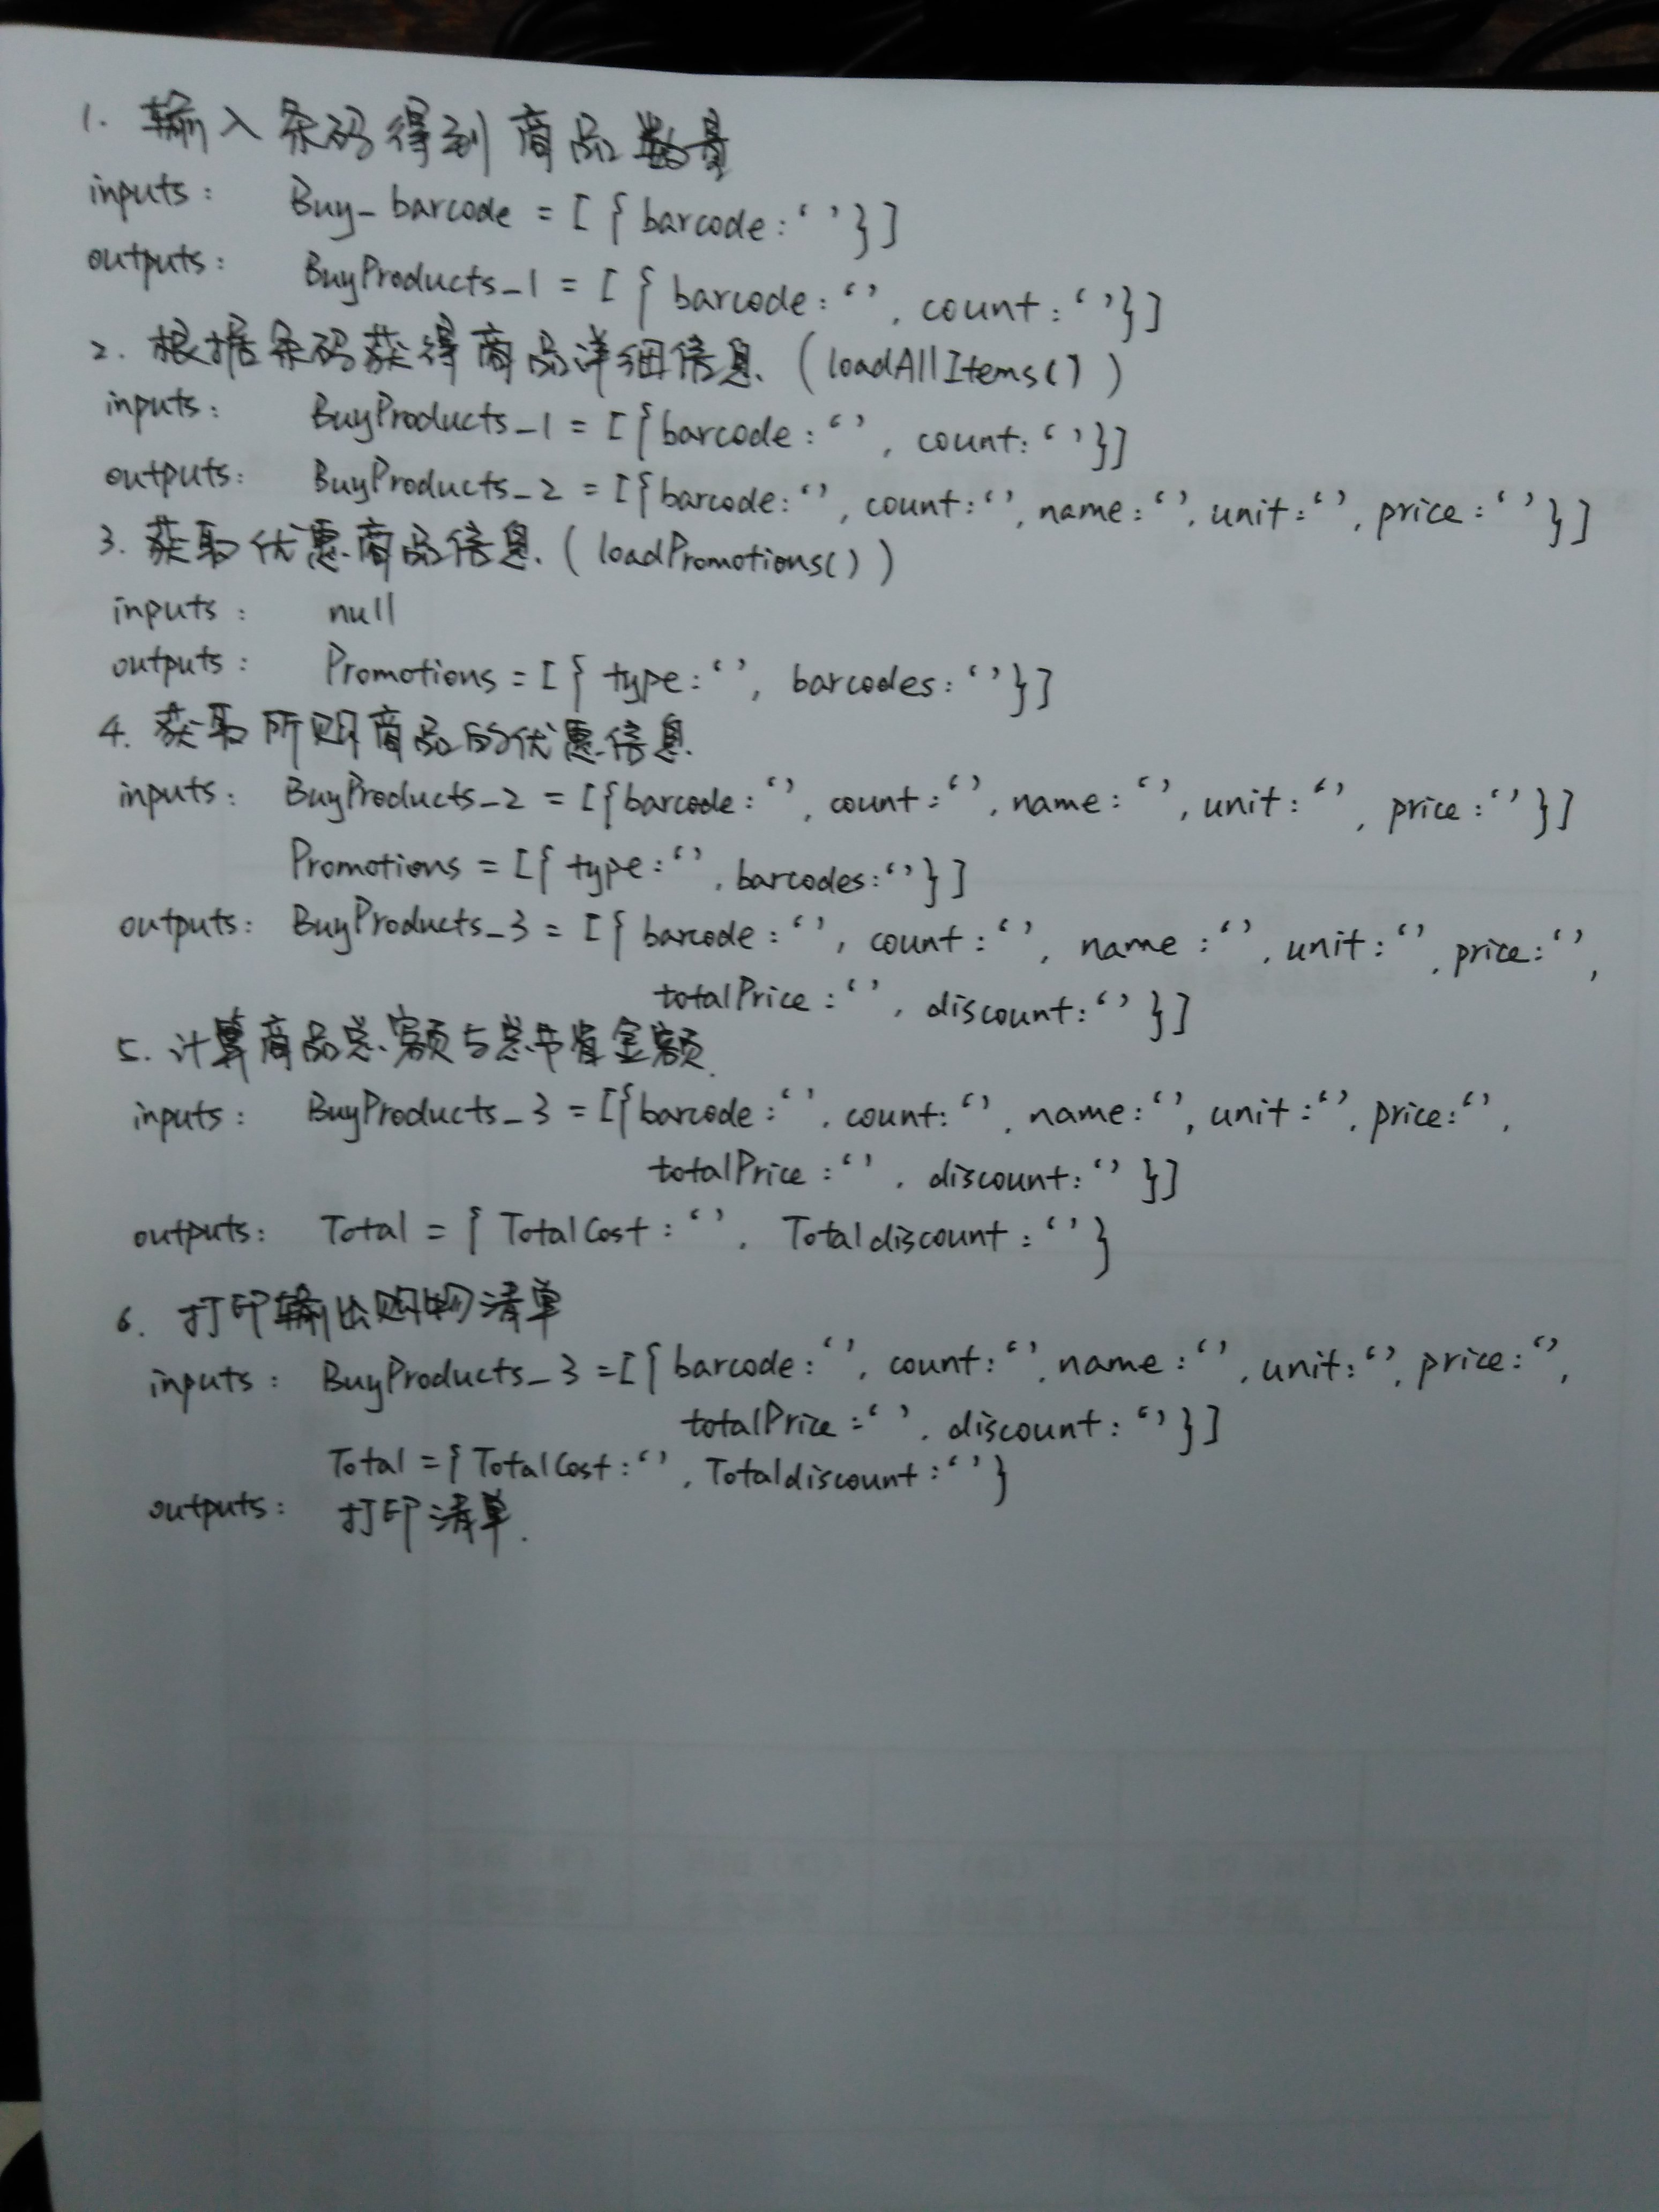 1. 输入条码得到商品数量
inputs: Buy_barcode = [{barcode:‘’}]
outputs: BuyProducts_1 = [{barcode:‘’, count:‘’}]
2. 根据条码获得商品详细信息. (loadAllItems())
inputs: BuyProducts_1 = [{barcode:‘’, count:‘’}]
outputs: BuyProducts_2 = [{barcode:‘’, count:‘’, name:‘’, unit:‘’, price:‘’}]
3. 获取优惠商品信息. (loadPromotions())
inputs: null
outputs: Promotions = [{type:‘’, barcodes:‘’}]
4. 获取所购商品的优惠信息.
inputs: BuyProducts_2 = [{barcode:‘’, count:‘’, name:‘’, unit:‘’, price:‘’}]
Promotions = [{type:‘’, barcodes:‘’}]
outputs: BuyProducts_3 = [{barcode:‘’, count:‘’, name:‘’, unit:‘’, price:‘’,
totalPrice:‘’, discount:‘’}]
5. 计算商品总额与总节省金额.
inputs: BuyProducts_3 = [{barcode:‘’, count:‘’, name:‘’, unit:‘’, price:‘’,
totalPrice:‘’, discount:‘’}]
outputs: Total = {TotalCost:‘’, Totaldiscount:‘’}
6. 打印输出购物清单
inputs: BuyProducts_3 = [{barcode:‘’, count:‘’, name:‘’, unit:‘’, price:‘’,
totalPrice:‘’, discount:‘’}]
Total = {TotalCost:‘’, Totaldiscount:‘’}
outputs: 打印清单.